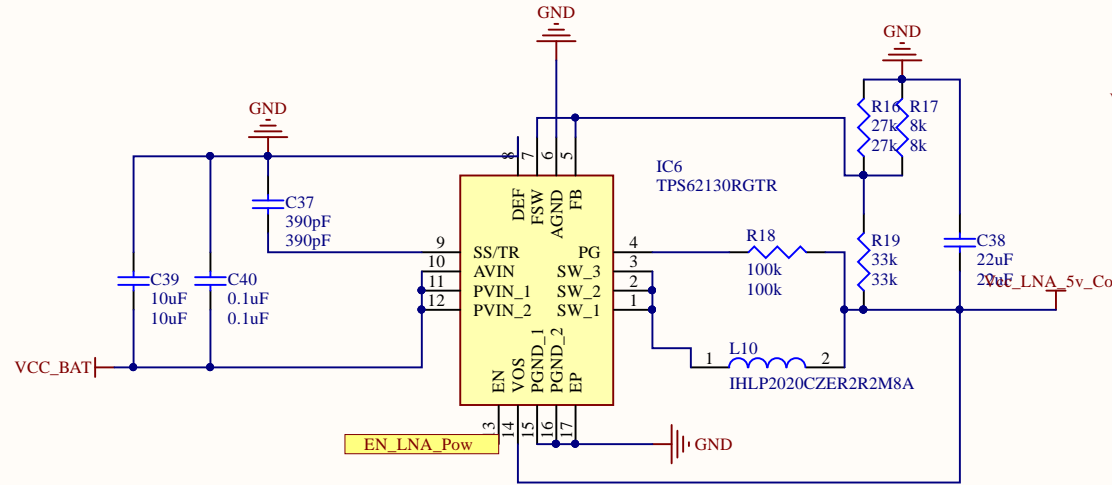 GND
GND
GND
R16
27k
27k
R17
8k
8k
8
7
6
5
IC6
TPS62130RGTR
DEF
FSW
AGND
FB
C37
390pF
390pF
9
SS/TR
10
AVIN
11
PVIN_1
12
PVIN_2
PG
4
SW_3
3
SW_2
2
SW_1
1
R18
100k
100k
R19
33k
33k
C38
22uF
22uF
C39
10uF
10uF
C40
0.1uF
0.1uF
VCC_BAT
L10
1
2
IHLP2020CZER2R2M8A
EN
VOS
PGND_1
PGND_2
EP
3
14
15
16
17
EN_LNA_Pow
GND